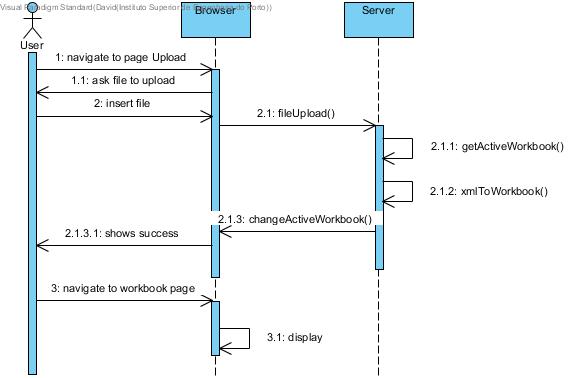 Visual Paradigm Standard(David(Instituto Superior de Engenharia do Porto))
Browser
Server
User
1: navigate to page Upload
1.1: ask file to upload
2: insert file
2.1: fileUpload()
2.1.1: getActiveWorkbook()
2.1.2: xmlToWorkbook()
2.1.3: changeActiveWorkbook()
2.1.3.1: shows success
3: navigate to workbook page
3.1: display